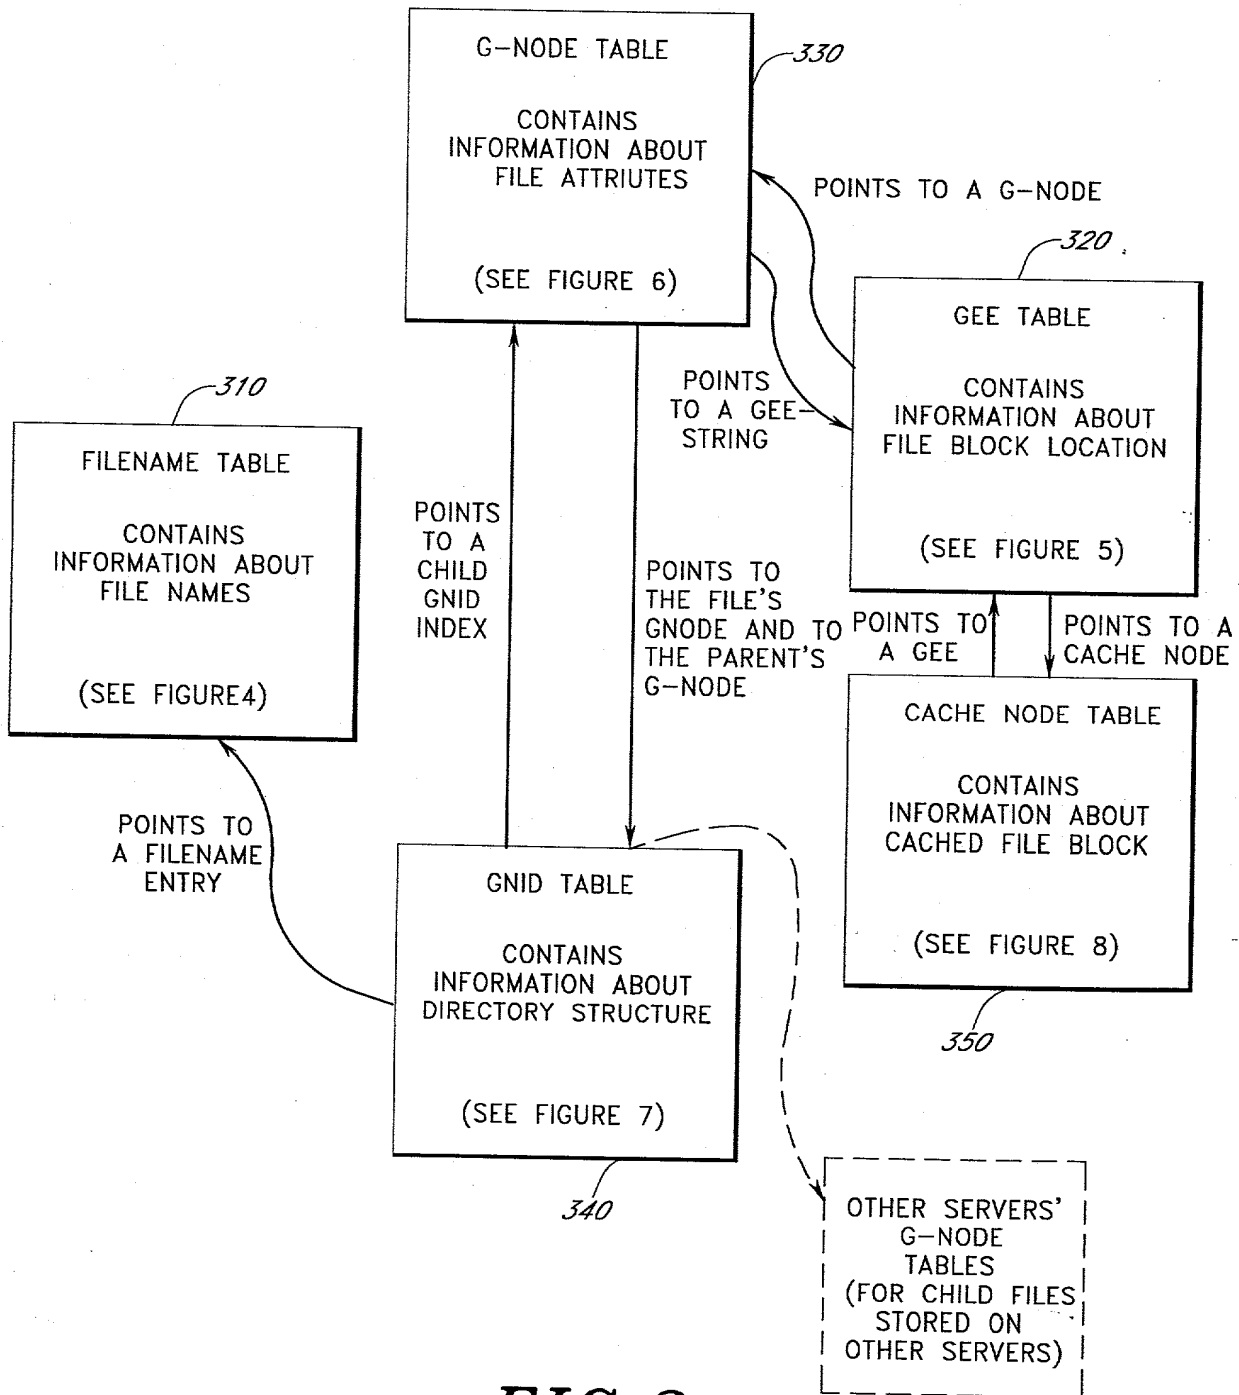 G-NODE TABLE
CONTAINS
INFORMATION ABOUT
FILE ATTRIUTES
(SEE FIGURE 6)
330
POINTS TO A G-NODE
320
GEE TABLE
CONTAINS
INFORMATION ABOUT
FILE BLOCK LOCATION
(SEE FIGURE 5)
POINTS
TO A GEE-
STRING
310
FILENAME TABLE
CONTAINS
INFORMATION ABOUT
FILE NAMES
(SEE FIGURE4)
POINTS
TO A
CHILD
GNID
INDEX
POINTS TO
THE FILE'S
GNODE AND TO
THE PARENT'S
G-NODE
POINTS TO
A GEE
POINTS TO A
CACHE NODE
CACHE NODE TABLE
CONTAINS
INFORMATION ABOUT
CACHED FILE BLOCK
(SEE FIGURE 8)
350
POINTS TO
A FILENAME
ENTRY
GNID TABLE
CONTAINS
INFORMATION ABOUT
DIRECTORY STRUCTURE
(SEE FIGURE 7)
340
OTHER SERVERS'
G-NODE
TABLES
(FOR CHILD FILES
STORED ON
OTHER SERVERS)